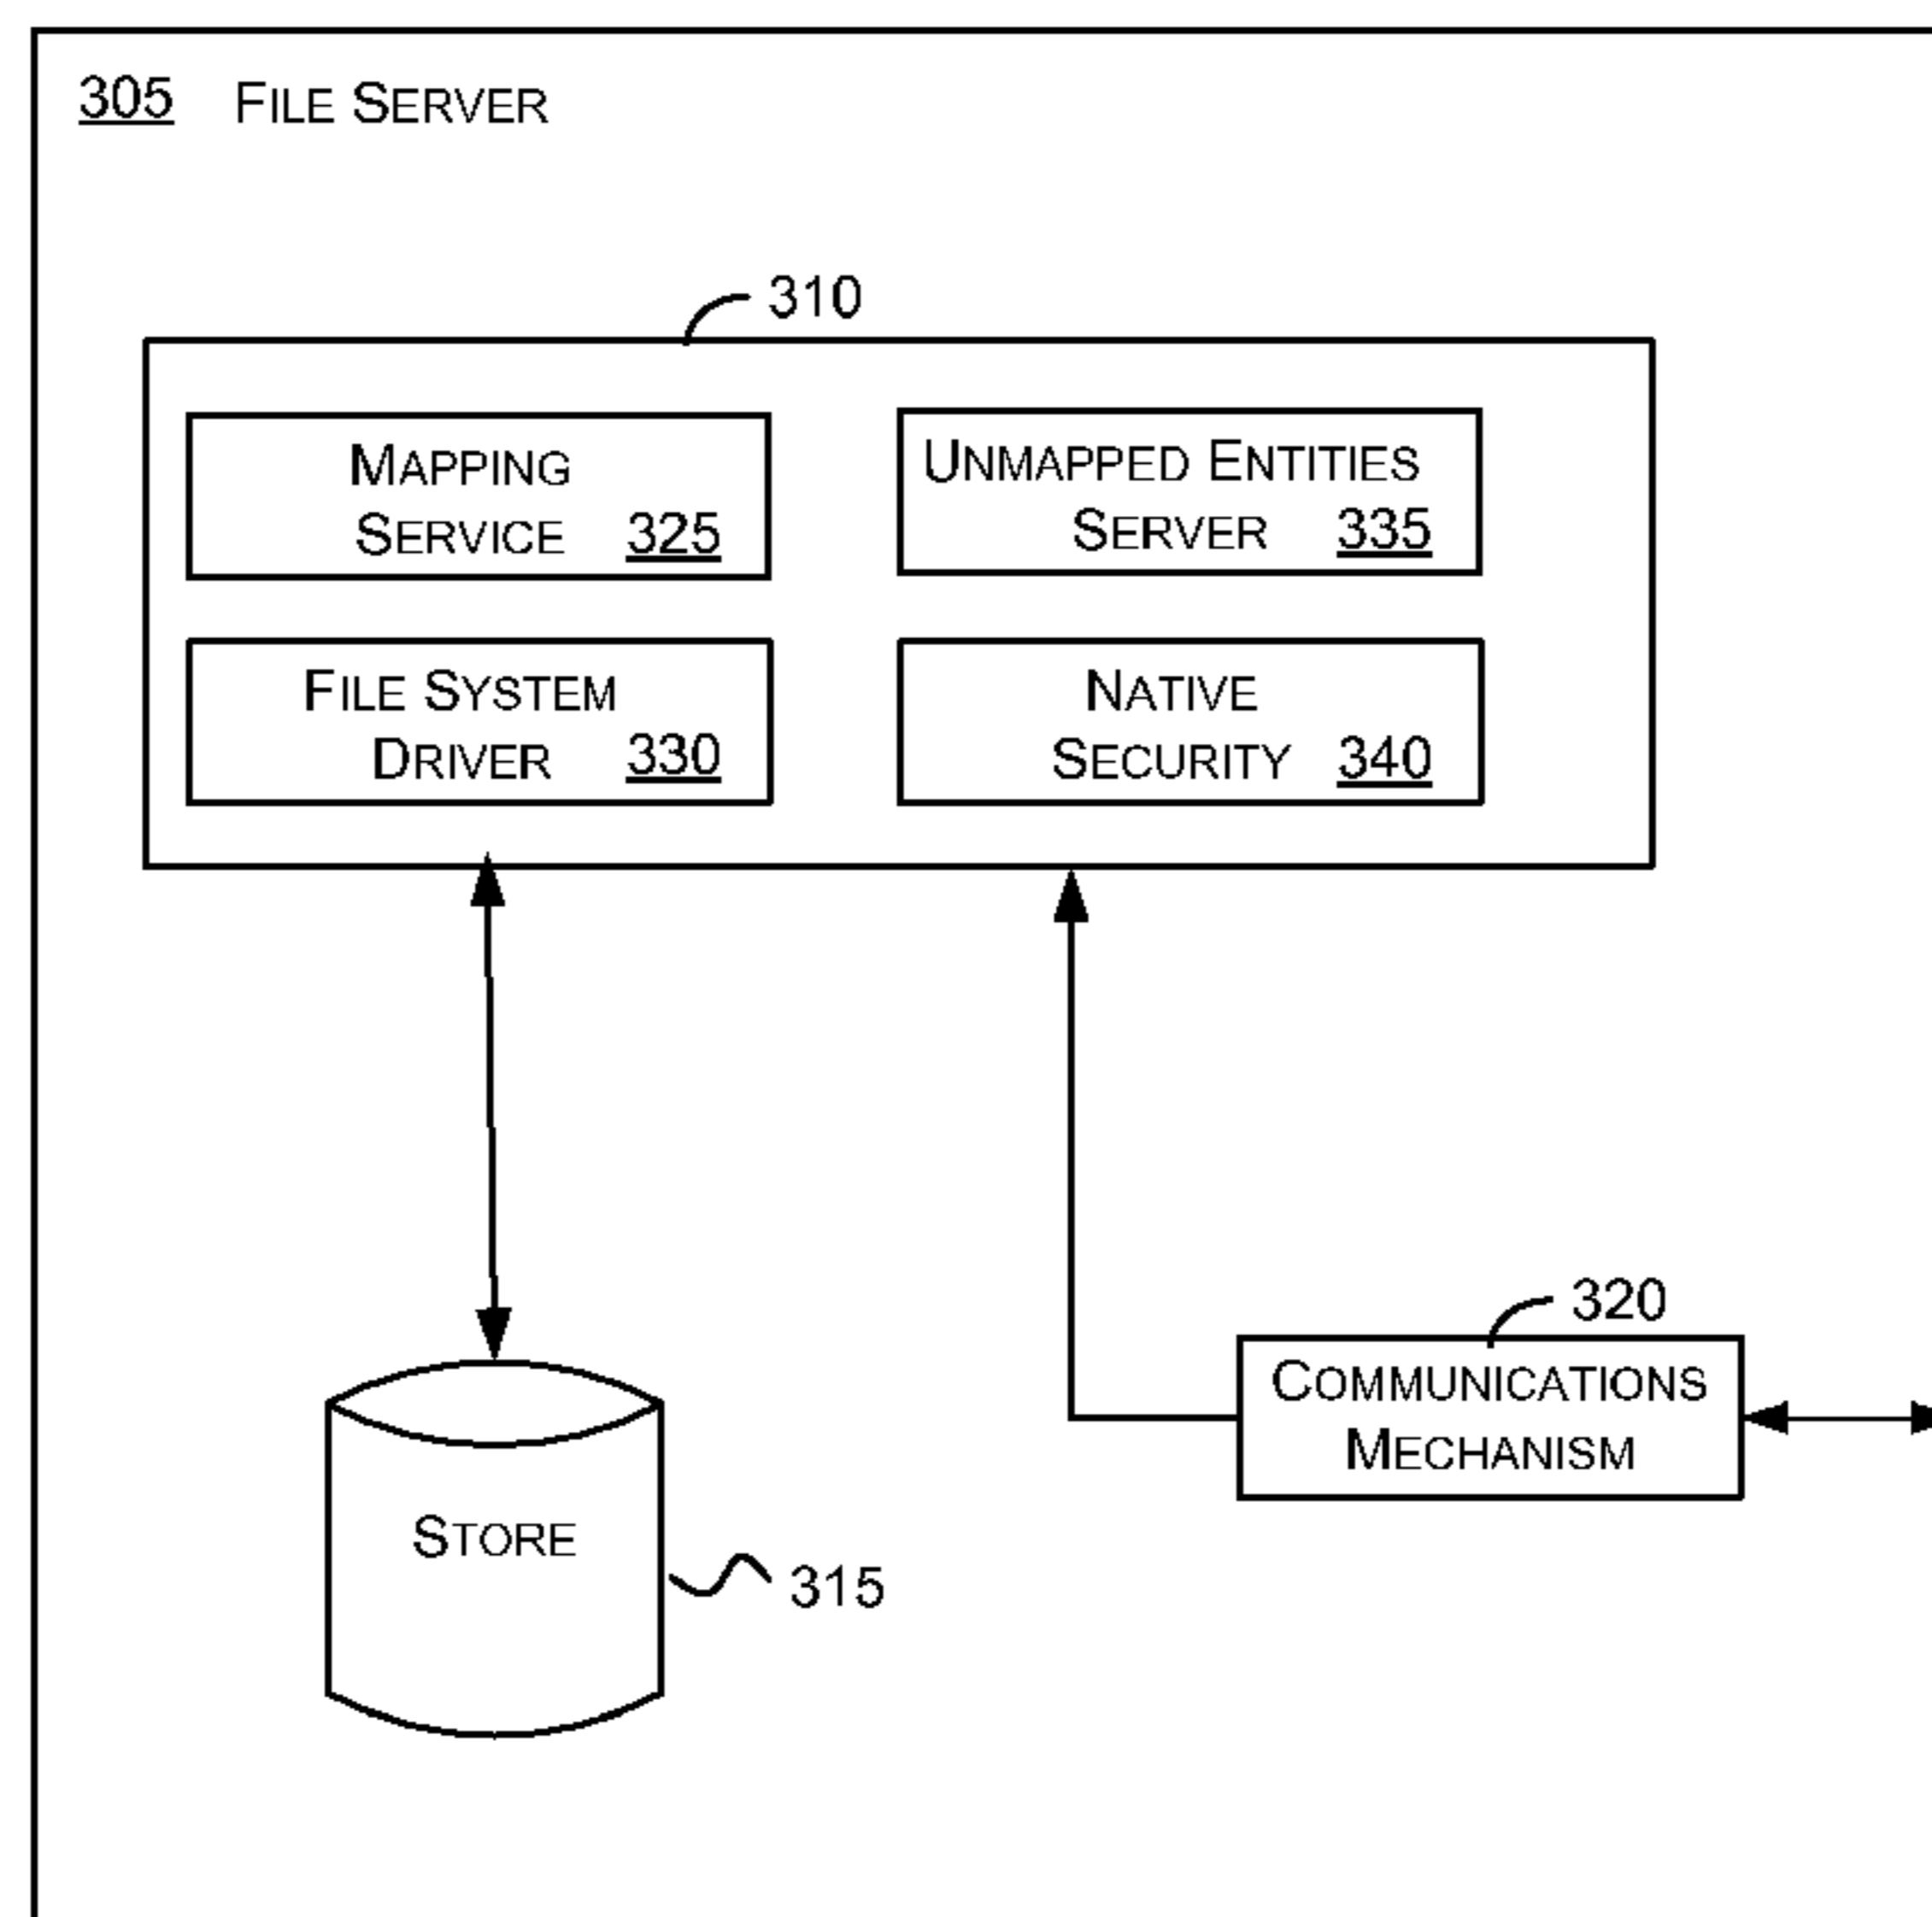 305 FILE SERVER
310
MAPPING
SERVICE 325
UNMAPPED ENTITIES
SERVER 335
FILE SYSTEM
DRIVER 330
NATIVE
SECURITY 340
320
COMMUNICATIONS
MECHANISM
STORE
315